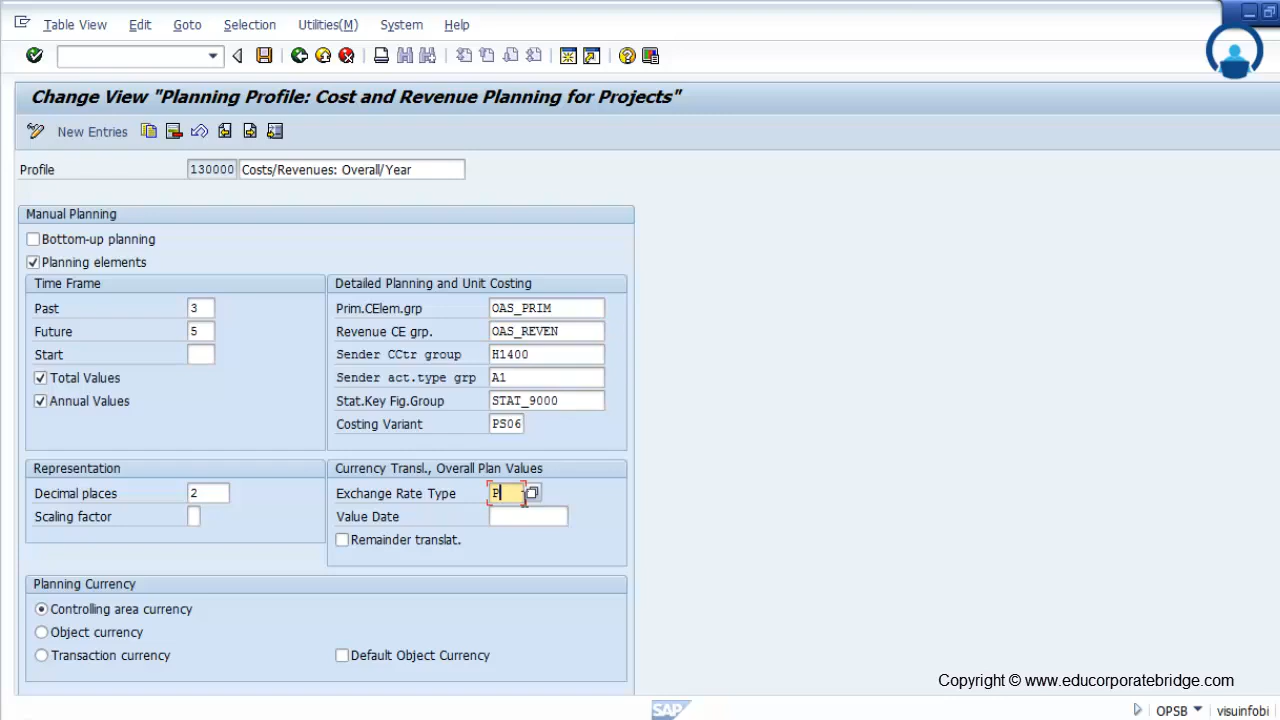 Table View Edit Goto Selection Utilities(M) System Help
Change View "Planning Profile: Cost and Revenue Planning for Projects"
New Entries
Profile 130000 Costs/Revenues: Overall/Year
Manual Planning
Bottom-up planning
Planning elements
Time Frame
Past 3
Future 5
Start
Total Values
Annual Values
Detailed Planning and Unit Costing
Prim.CElem.grp OAS_PRIM
Revenue CE grp. OAS_REVEN
Sender CCtr group H1400
Sender act.type grp A1
Stat.Key Fig.Group STAT_9000
Costing Variant PS06
Representation
Decimal places 2
Scaling factor
Currency Transl., Overall Plan Values
Exchange Rate Type P
Value Date
Remainder translat.
Planning Currency
Controlling area currency
Object currency
Transaction currency Default Object Currency
Copyright © www.educorporatebridge.com
SAP OPSB visuinfobi